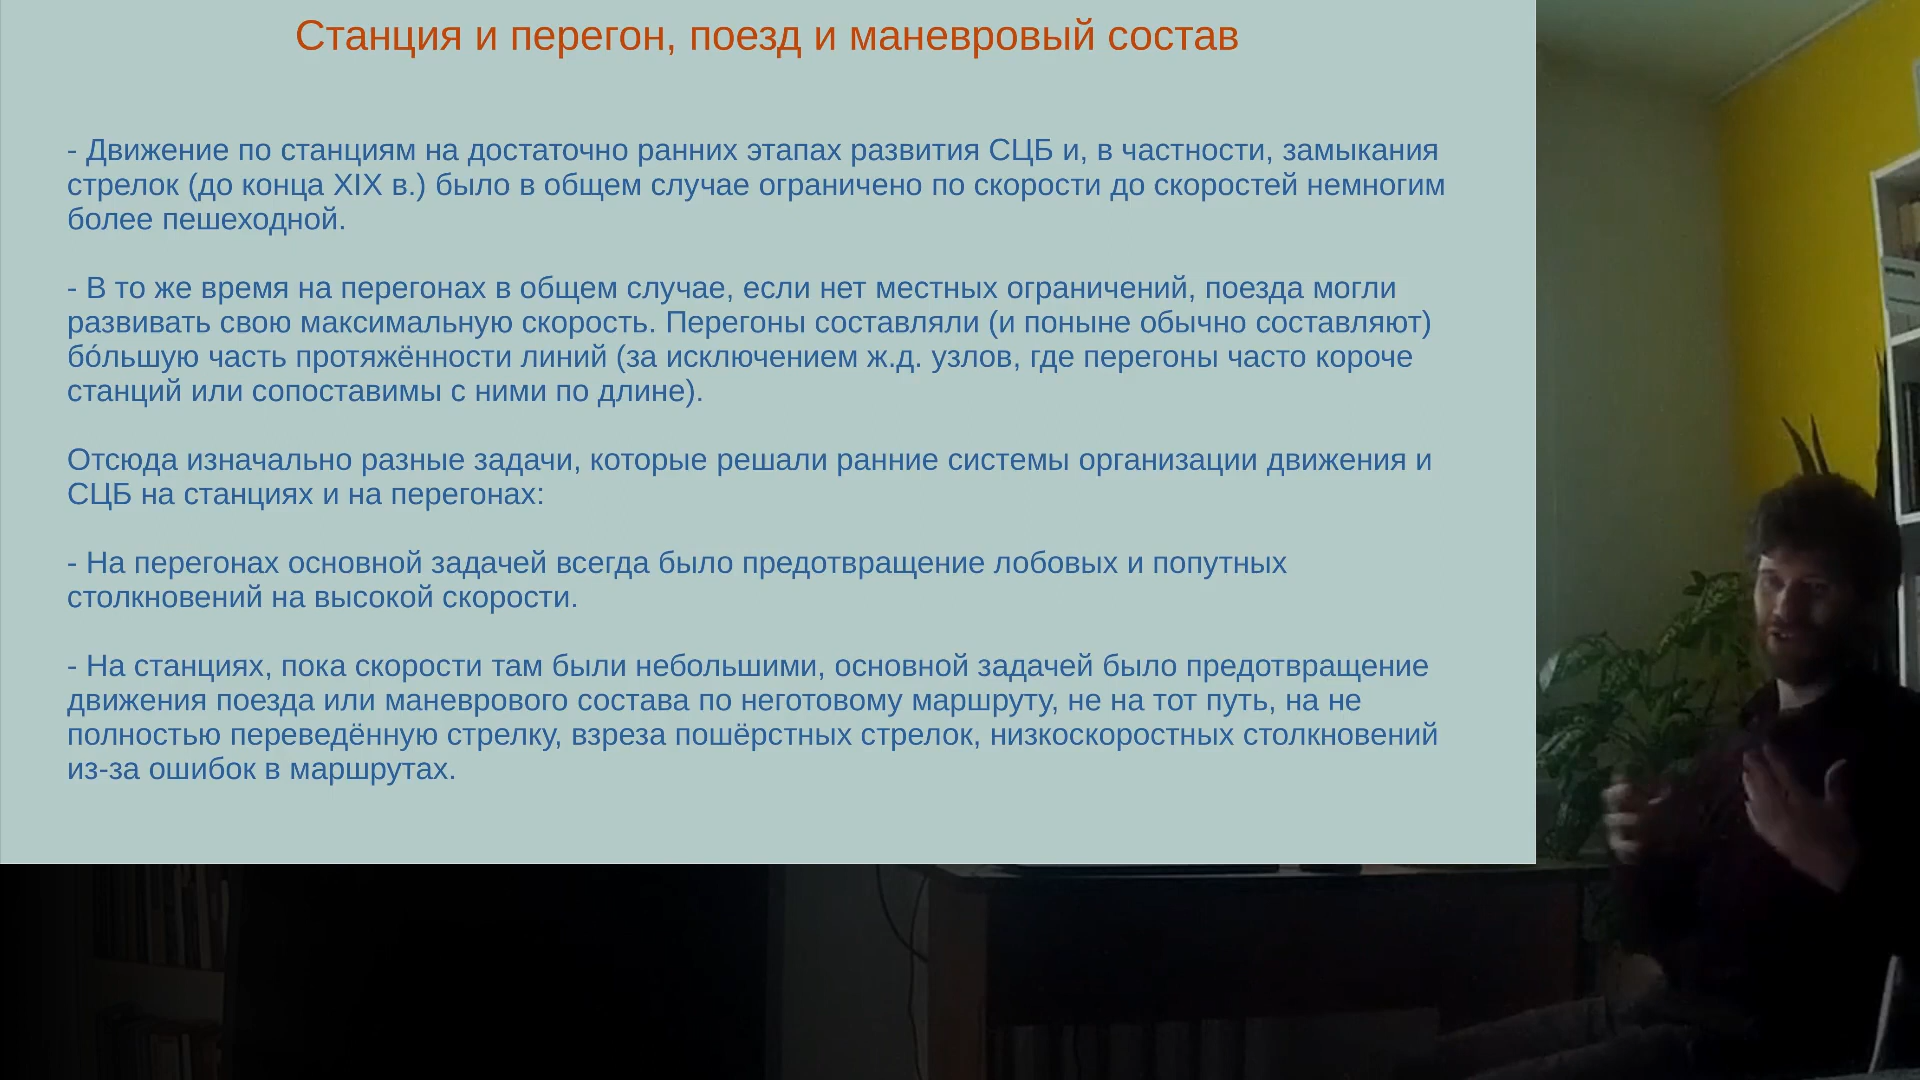 Станция и перегон, поезд и маневровый состав
- Движение по станциям на достаточно ранних этапах развития СЦБ и, в частности, замыкания
стрелок (до конца XIX в.) было в общем случае ограничено по скорости до скоростей немногим
более пешеходной.
- В то же время на перегонах в общем случае, если нет местных ограничений, поезда могли
развивать свою максимальную скорость. Перегоны составляли (и поныне обычно составляют)
бо́льшую часть протяжённости линий (за исключением ж.д. узлов, где перегоны часто короче
станций или сопоставимы с ними по длине).
Отсюда изначально разные задачи, которые решали ранние системы организации движения и
СЦБ на станциях и на перегонах:
- На перегонах основной задачей всегда было предотвращение лобовых и попутных
столкновений на высокой скорости.
- На станциях, пока скорости там были небольшими, основной задачей было предотвращение
движения поезда или маневрового состава по неготовому маршруту, не на тот путь, на не
полностью переведённую стрелку, взреза пошёрстных стрелок, низкоскоростных столкновений
из-за ошибок в маршрутах.